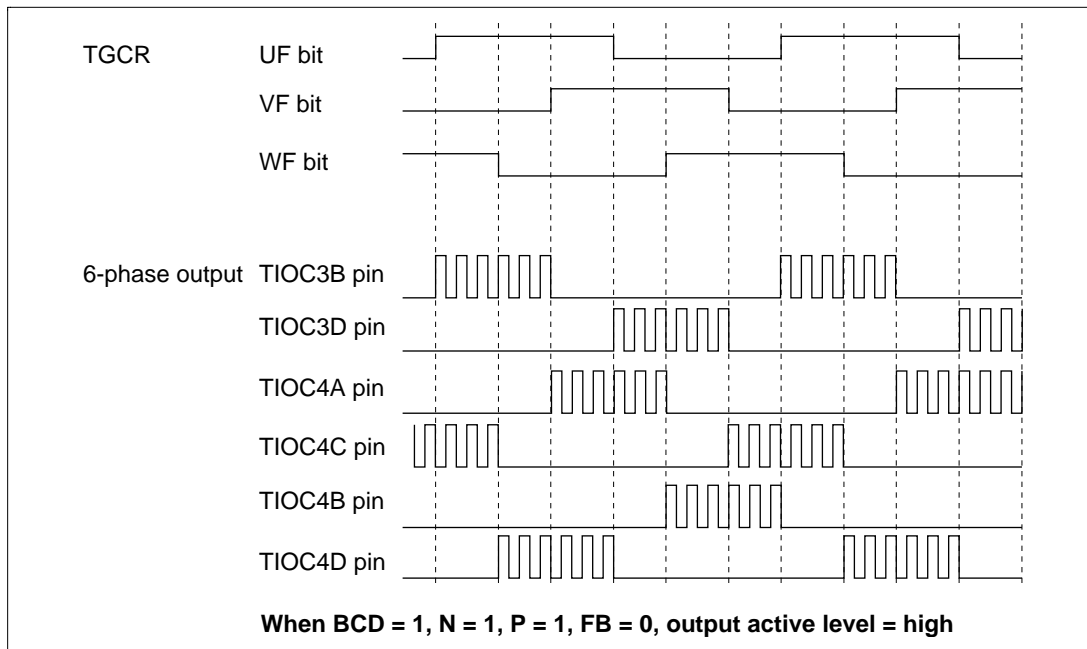 TGCR UF bit
VF bit
WF bit
6-phase output TIOC3B pin
TIOC3D pin
TIOC4A pin
TIOC4C pin
TIOC4B pin
TIOC4D pin
When BCD = 1, N = 1, P = 1, FB = 0, output active level = high